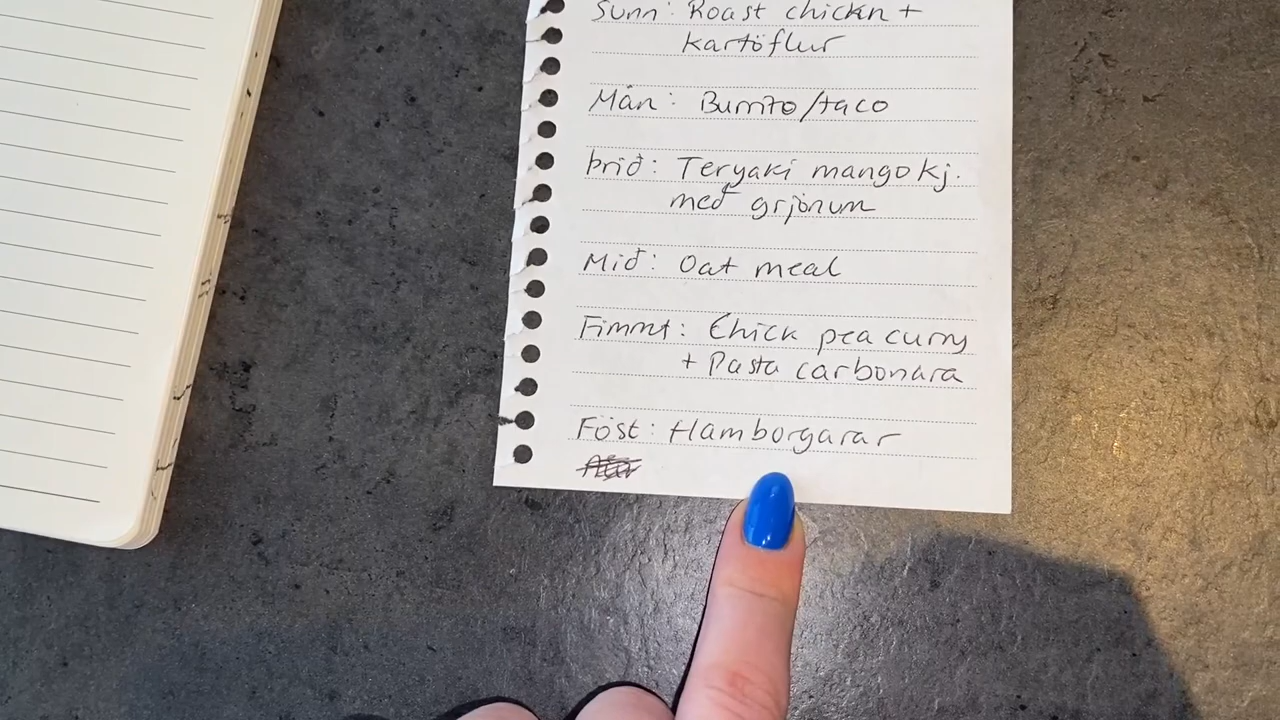 Sunn: Roast chickn +
kartöflur
Mán: Burrito/taco
Þrið: Teryaki mango kj.
með grjónum
Mið: Oat meal
Fimmt: Chick pea curry
+ Pasta carbonara
Föst: Hamborgarar